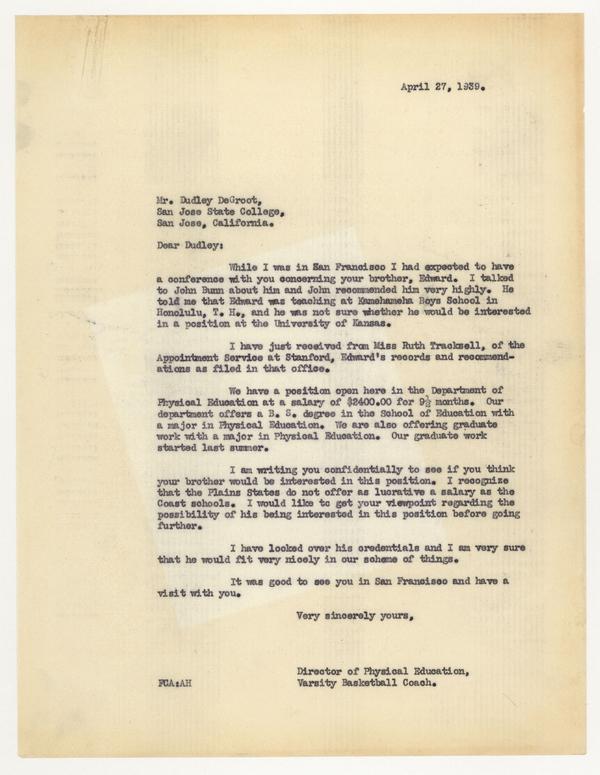 April 27, 1939.
Mr. Dudley DeGroot,
San Jose State College,
San Jose, California.
Dear Dudley:
While I was in San Francisco I had expected to have
a conference with you concerning your brother, Edward. I talked
to John Bunn about him and John recommended him very highly. He
told me that Edward was teaching at Kamehameha Boys School in
Honolulu, T. H., and he was not sure whether he would be interested
in a position at the University of Kansas.
I have just received from Miss Ruth Tracksell, of the
Appointment Service at Stanford, Edward's records and recommend-
ations as filed in that office.
We have a position open here in the Department of
Physical Education at a salary of $2400.00 for 9½ months. Our
department offers a B. S. degree in the School of Education with
a major in Physical Education. We are also offering graduate
work with a major in Physical Education. Our graduate work
started last summer.
I am writing you confidentially to see if you think
your brother would be interested in this position. I recognize
that the Plains States do not offer as lucrative a salary as the
Coast schools. I would like to get your viewpoint regarding the
possibility of his being interested in this position before going
further.
I have looked over his credentials and I am very sure
that he would fit very nicely in our scheme of things.
It was good to see you in San Francisco and have a
visit with you.
Very sincerely yours,
Director of Physical Education,
FCA:AH Varsity Basketball Coach.